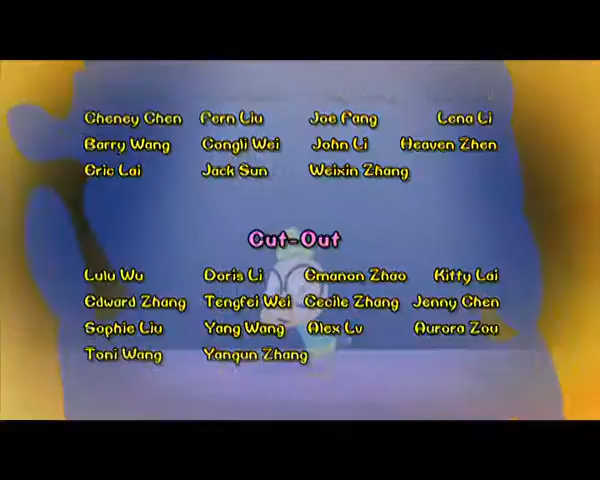 Cheney Chen Fern Liu Joe Fang Lena Li
Barry Wang Congli Wei John Li Heaven Zhen
Eric Lai Jack Sun Weixin Zhang
Cut-Out
Lulu Wu Doris Li Emanon Zhao Kitty Lai
Edward Zhang Tengfei Wei Cecile Zhang Jenny Chen
Sophie Liu Yang Wang Alex Lv Aurora Zou
Toni Wang Yanqun Zhang